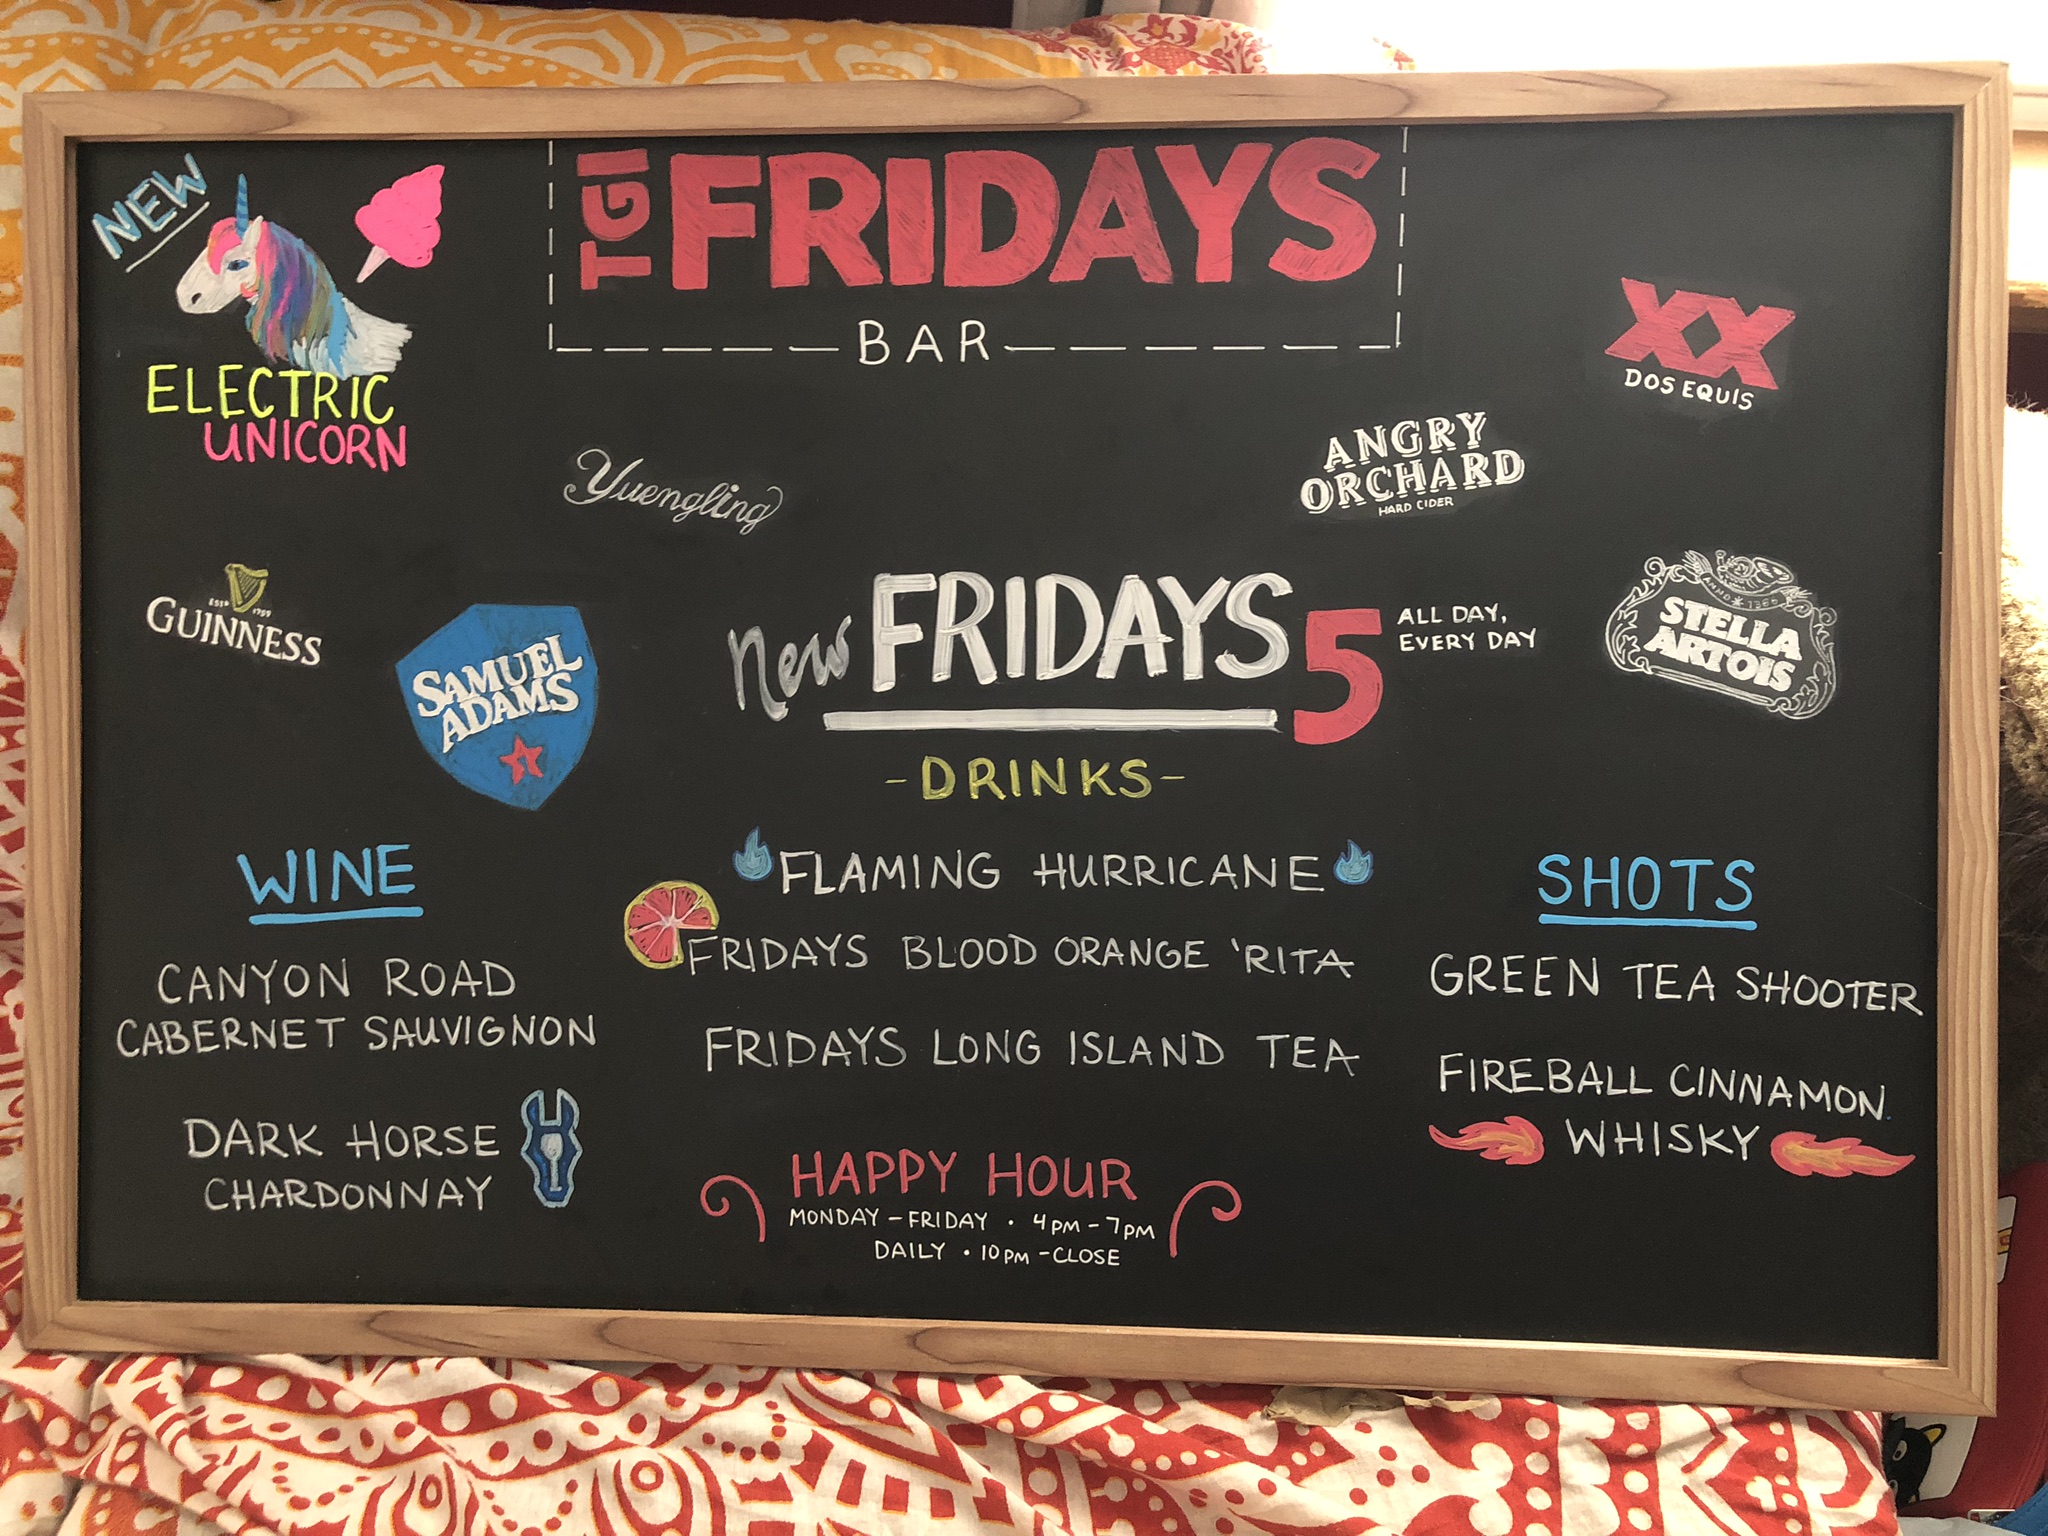 NEW
ELECTRIC
UNICORN
TGI FRIDAYS
BAR
XX
DOS EQUIS
Yuengling
ANGRY
ORCHARD
HARD CIDER
ESTD 1759
GUINNESS
SAMUEL
ADAMS
New FRIDAYS 5
ALL DAY,
EVERY DAY
ANNO 1366
STELLA
ARTOIS
-DRINKS-
FLAMING HURRICANE
FRIDAYS BLOOD ORANGE 'RITA
FRIDAYS LONG ISLAND TEA
WINE
CANYON ROAD
CABERNET SAUVIGNON
DARK HORSE
CHARDONNAY
SHOTS
GREEN TEA SHOOTER
FIREBALL CINNAMON
WHISKY
HAPPY HOUR
MONDAY - FRIDAY • 4PM - 7PM
DAILY • 10PM - CLOSE